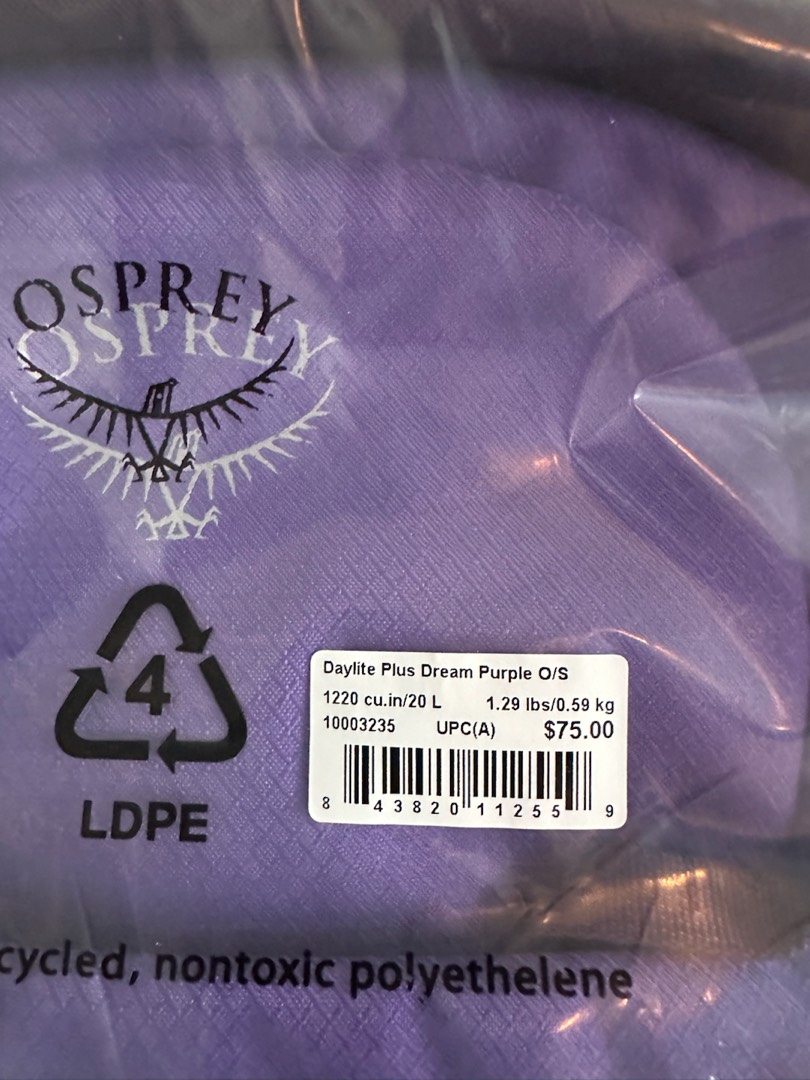 OSPREY
OSPREY
4
LDPE
Daylite Plus Dream Purple O/S
1220 cu.in/20 L 1.29 lbs/0.59 kg
10003235 UPC(A) $75.00
8 43820 11255 9
cycled, nontoxic polyethelene